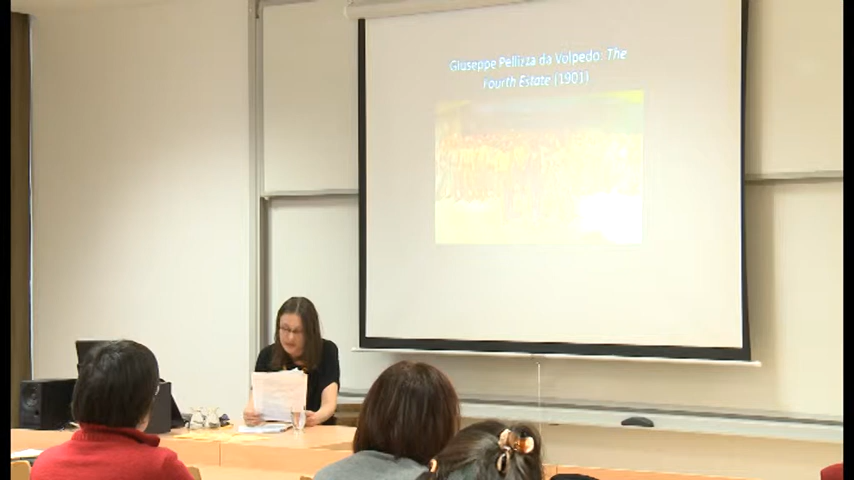 Giuseppe Pellizza da Volpedo: The
Fourth Estate (1901)